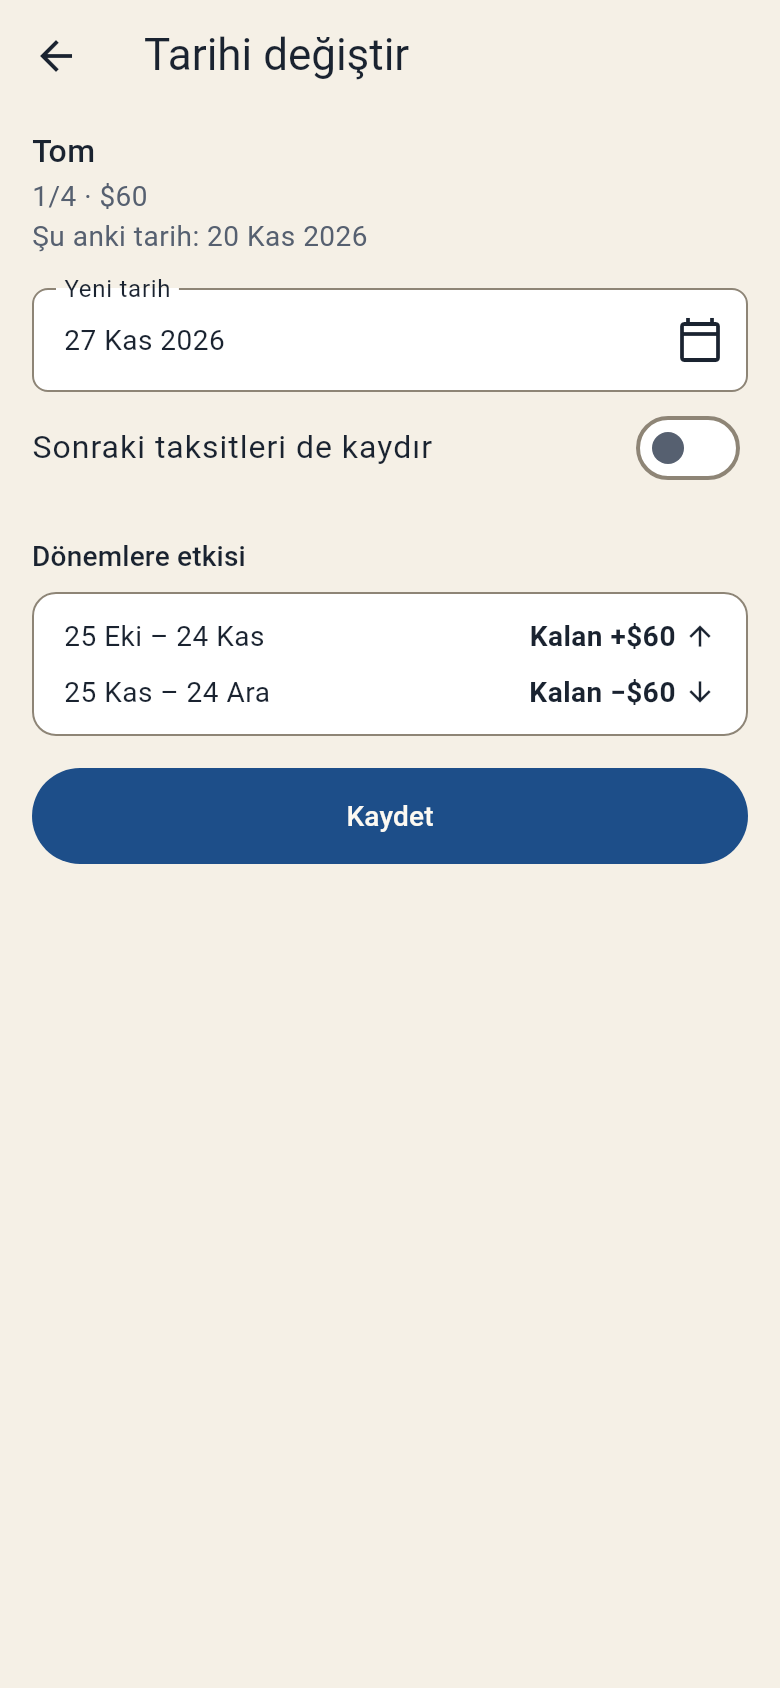 Tarihi değiştir
Tom
1/4 · $60
Şu anki tarih: 20 Kas 2026
Yeni tarih
27 Kas 2026
Sonraki taksitleri de kaydır
Dönemlere etkisi
25 Eki – 24 Kas Kalan +$60 ↑
25 Kas – 24 Ara Kalan −$60 ↓
Kaydet